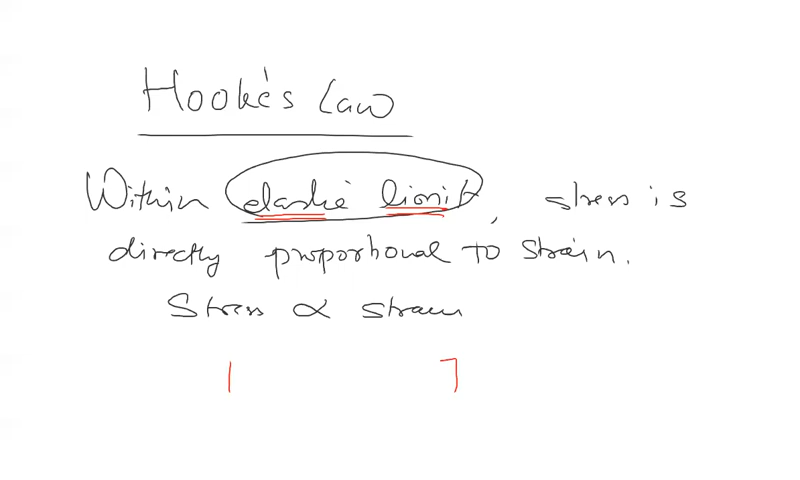 Hooke's Law
Within elastic limit, stress is
directly proportional to strain.
Stress ∝ strain